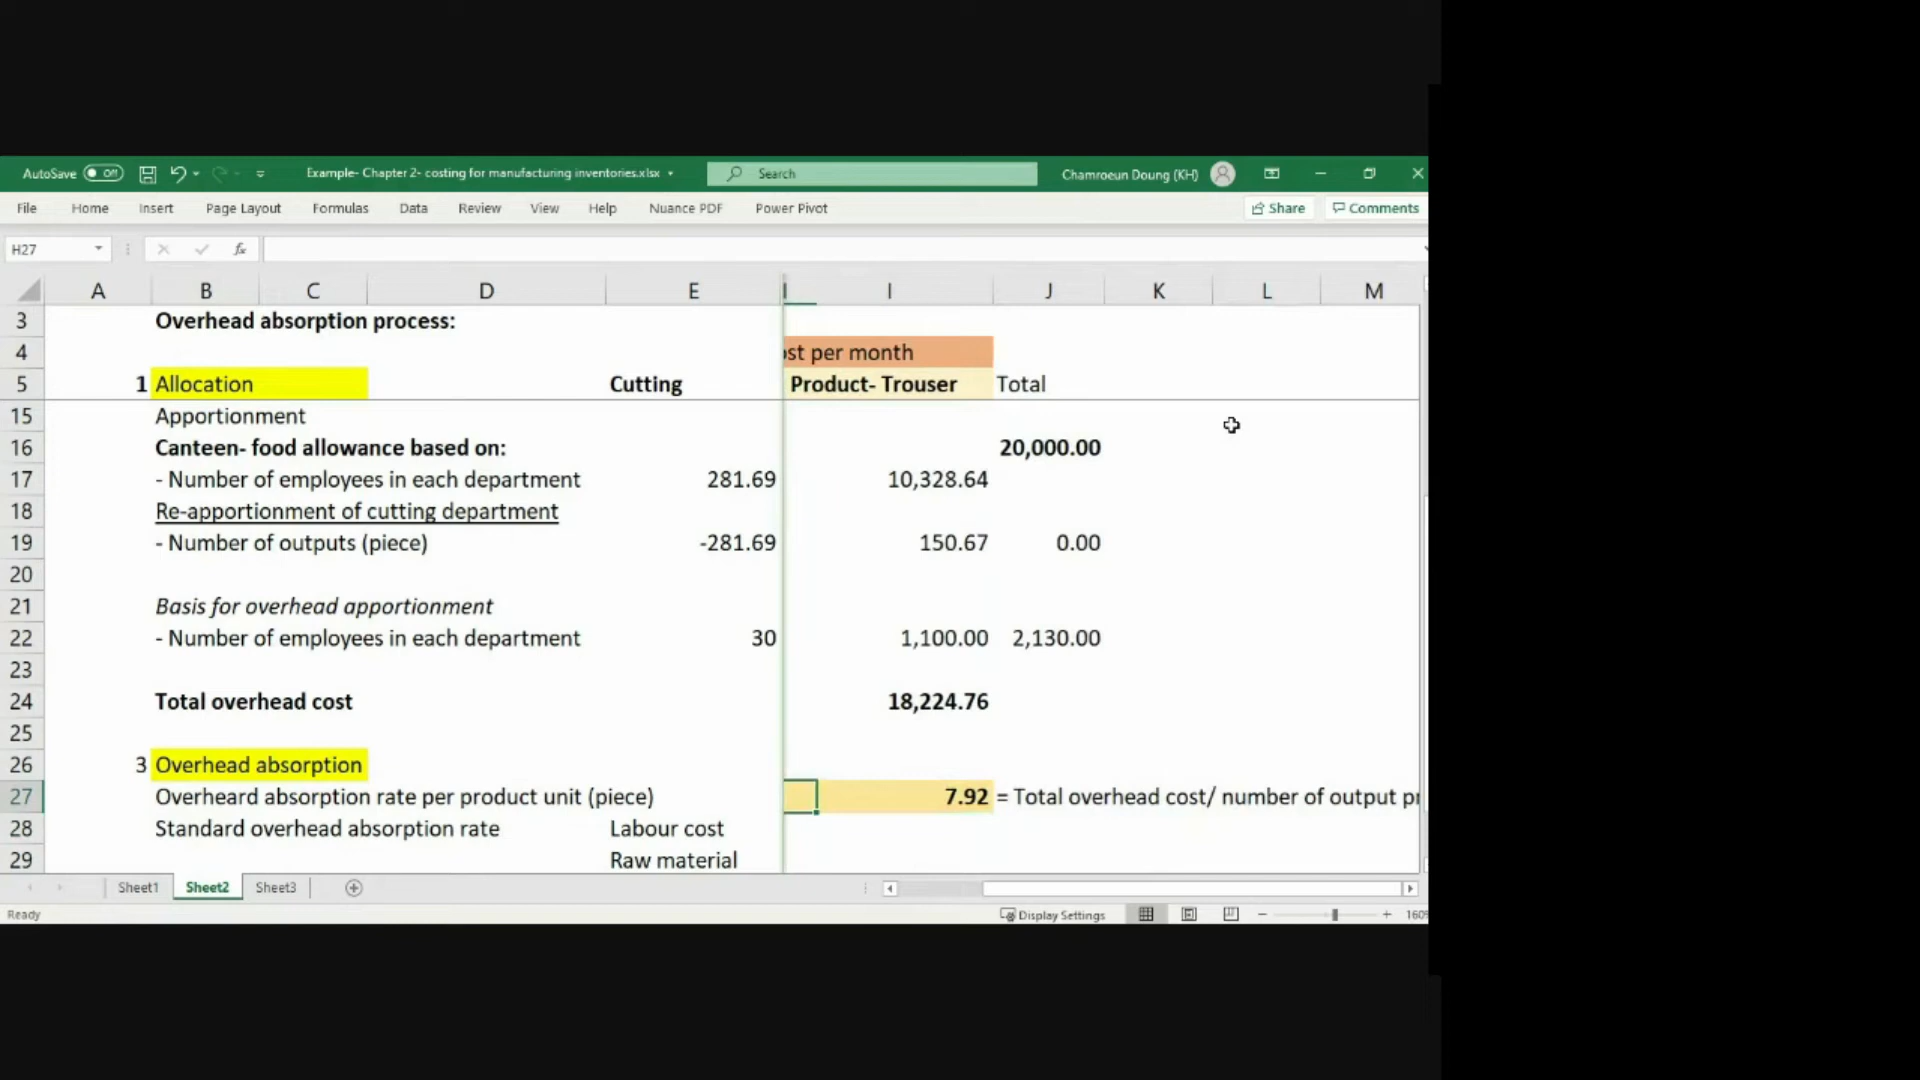 AutoSave Off Example- Chapter 2- costing for manufacturing inventories.xlsx Search Chamroeun Doung (KH)
File Home Insert Page Layout Formulas Data Review View Help Nuance PDF Power Pivot Share Comments
H27 fx
A B C D E I J K L M
3 Overhead absorption process:
4 ost per month
5 1 Allocation Cutting Product- Trouser Total
15 Apportionment
16 Canteen- food allowance based on: 20,000.00
17 - Number of employees in each department 281.69 10,328.64
18 Re-apportionment of cutting department
19 - Number of outputs (piece) -281.69 150.67 0.00
20
21 Basis for overhead apportionment
22 - Number of employees in each department 30 1,100.00 2,130.00
23
24 Total overhead cost 18,224.76
25
26 3 Overhead absorption
27 Overheard absorption rate per product unit (piece) 7.92 = Total overhead cost/ number of output
28 Standard overhead absorption rate Labour cost
29 Raw material
Sheet1 Sheet2 Sheet3
Ready Display Settings 160%